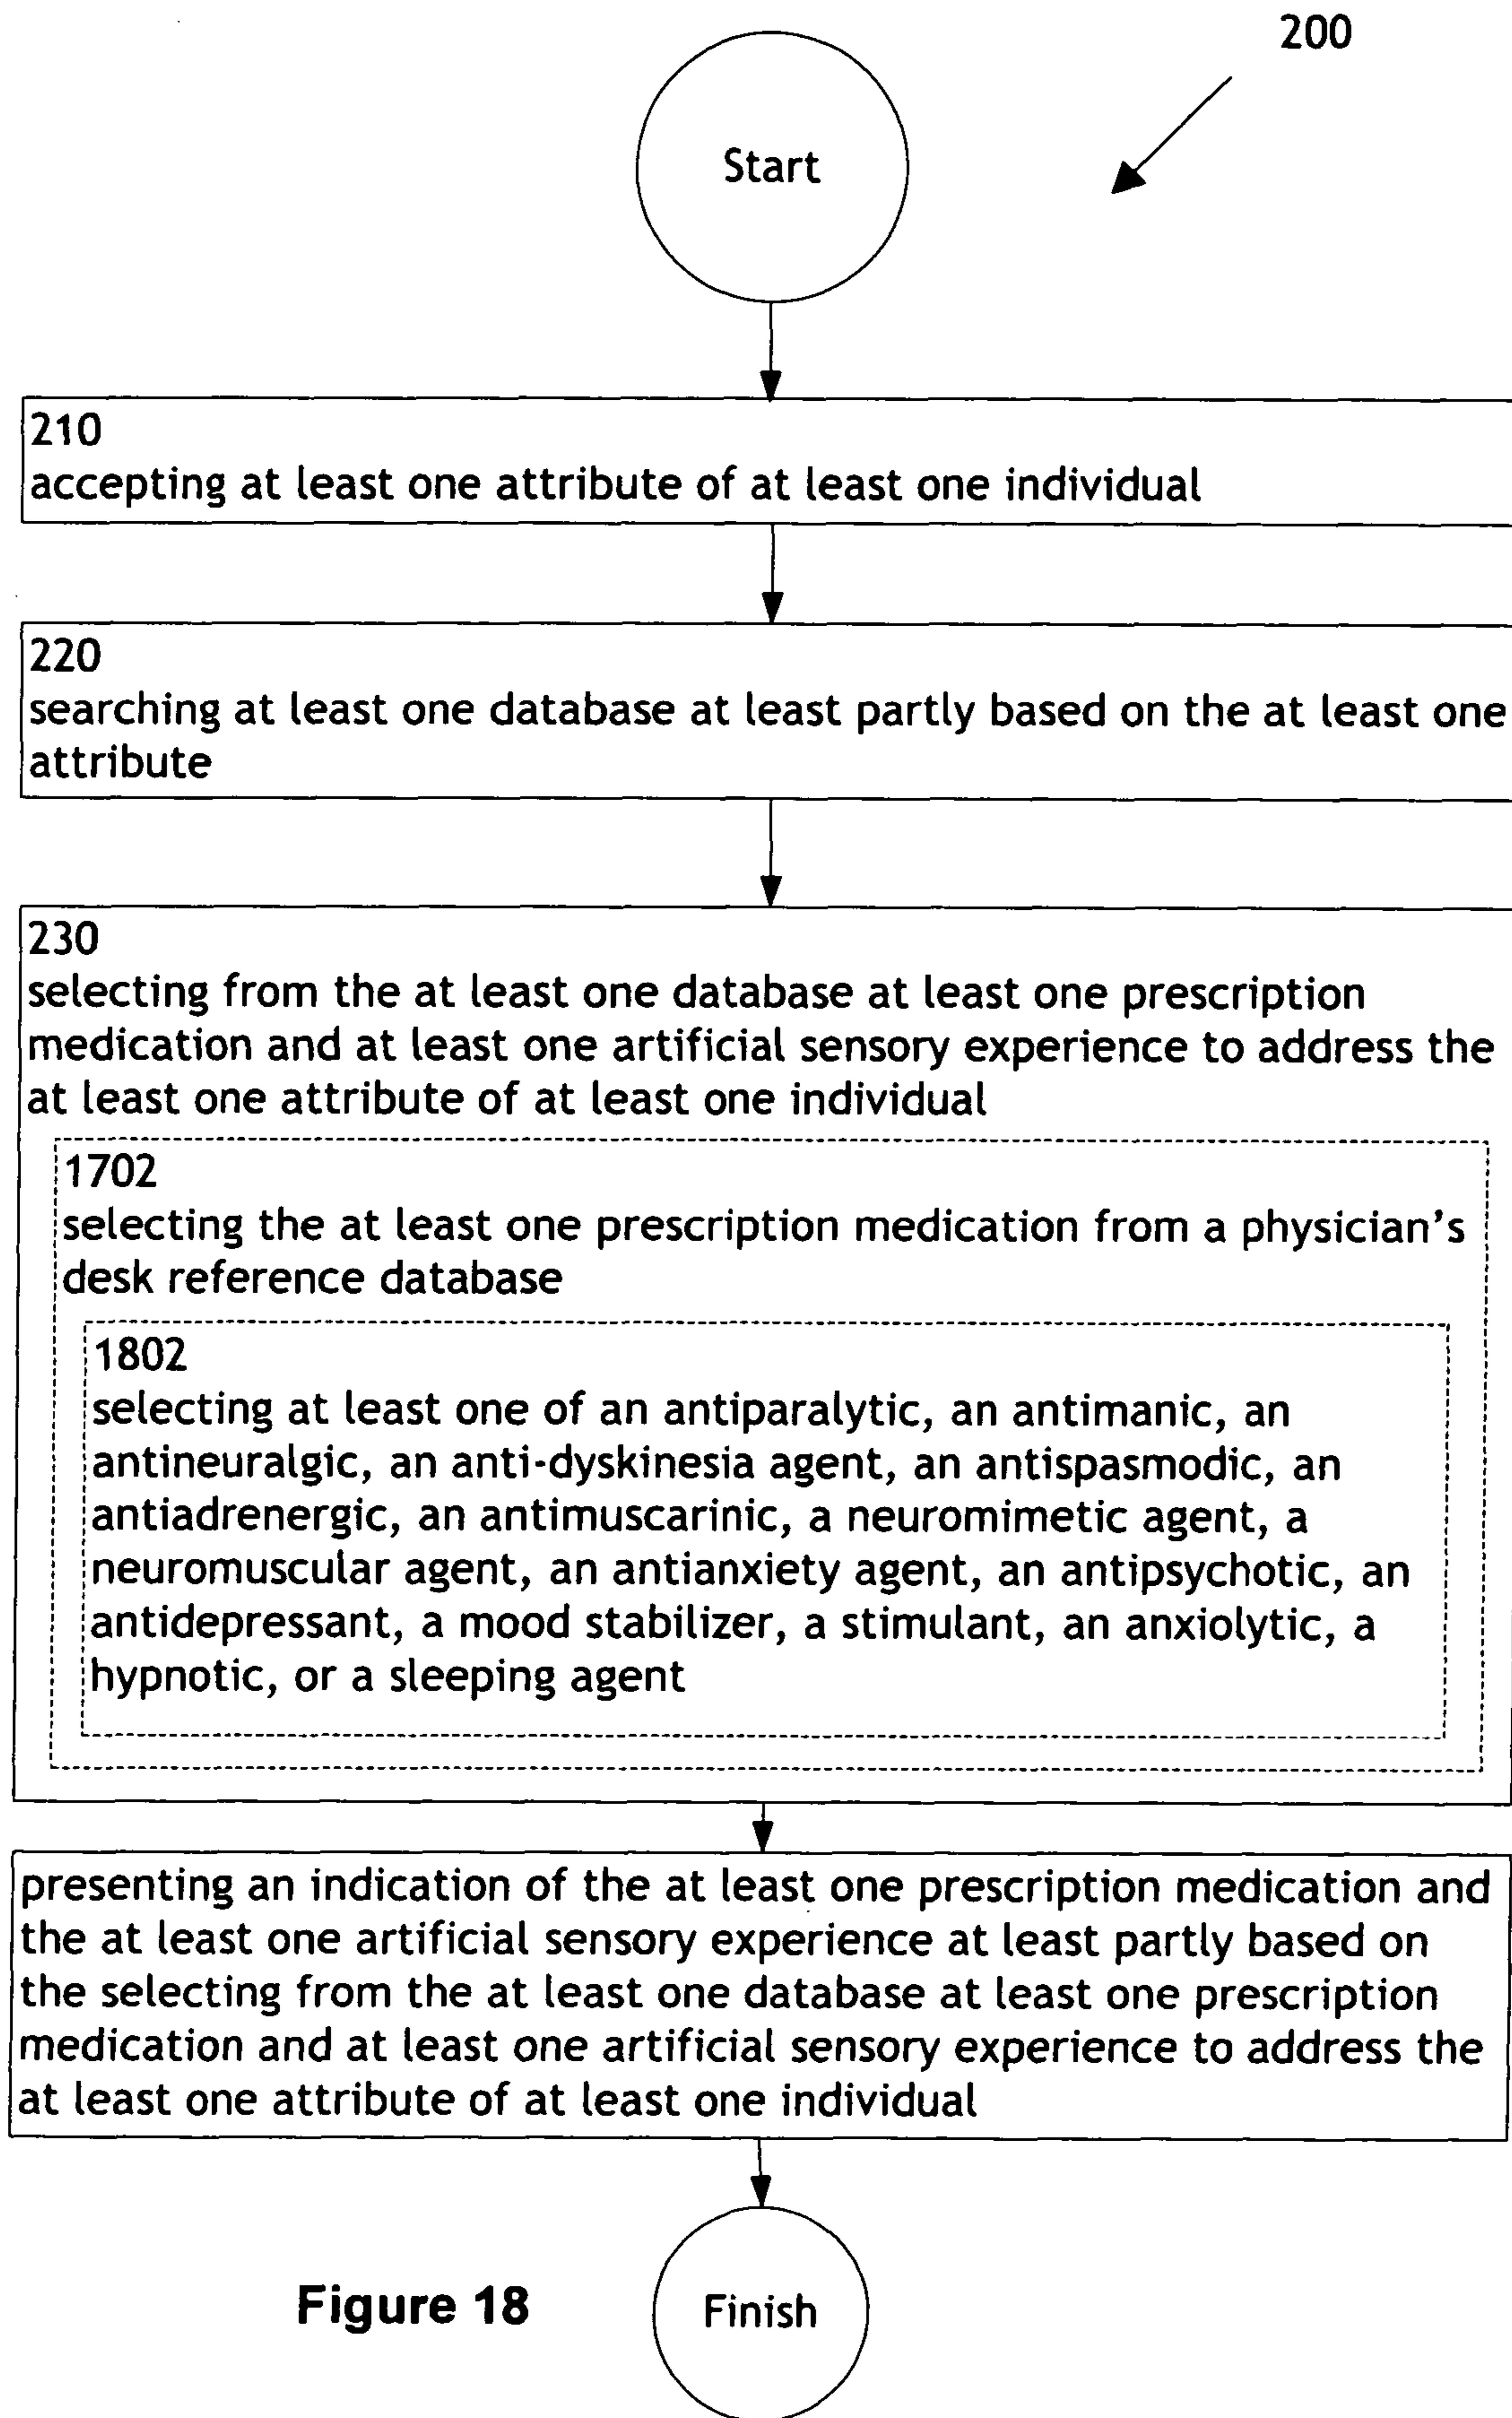 200
Start
210
accepting at least one attribute of at least one individual
220
searching at least one database at least partly based on the at least one
attribute
230
selecting from the at least one database at least one prescription
medication and at least one artificial sensory experience to address the
at least one attribute of at least one individual
1702
selecting the at least one prescription medication from a physician's
desk reference database
1802
selecting at least one of an antiparalytic, an antimanic, an
antineuralgic, an anti-dyskinesia agent, an antispasmodic, an
antiadrenergic, an antimuscarinic, a neuromimetic agent, a
neuromuscular agent, an antianxiety agent, an antipsychotic, an
antidepressant, a mood stabilizer, a stimulant, an anxiolytic, a
hypnotic, or a sleeping agent
presenting an indication of the at least one prescription medication and
the at least one artificial sensory experience at least partly based on
the selecting from the at least one database at least one prescription
medication and at least one artificial sensory experience to address the
at least one attribute of at least one individual
Figure 18
Finish